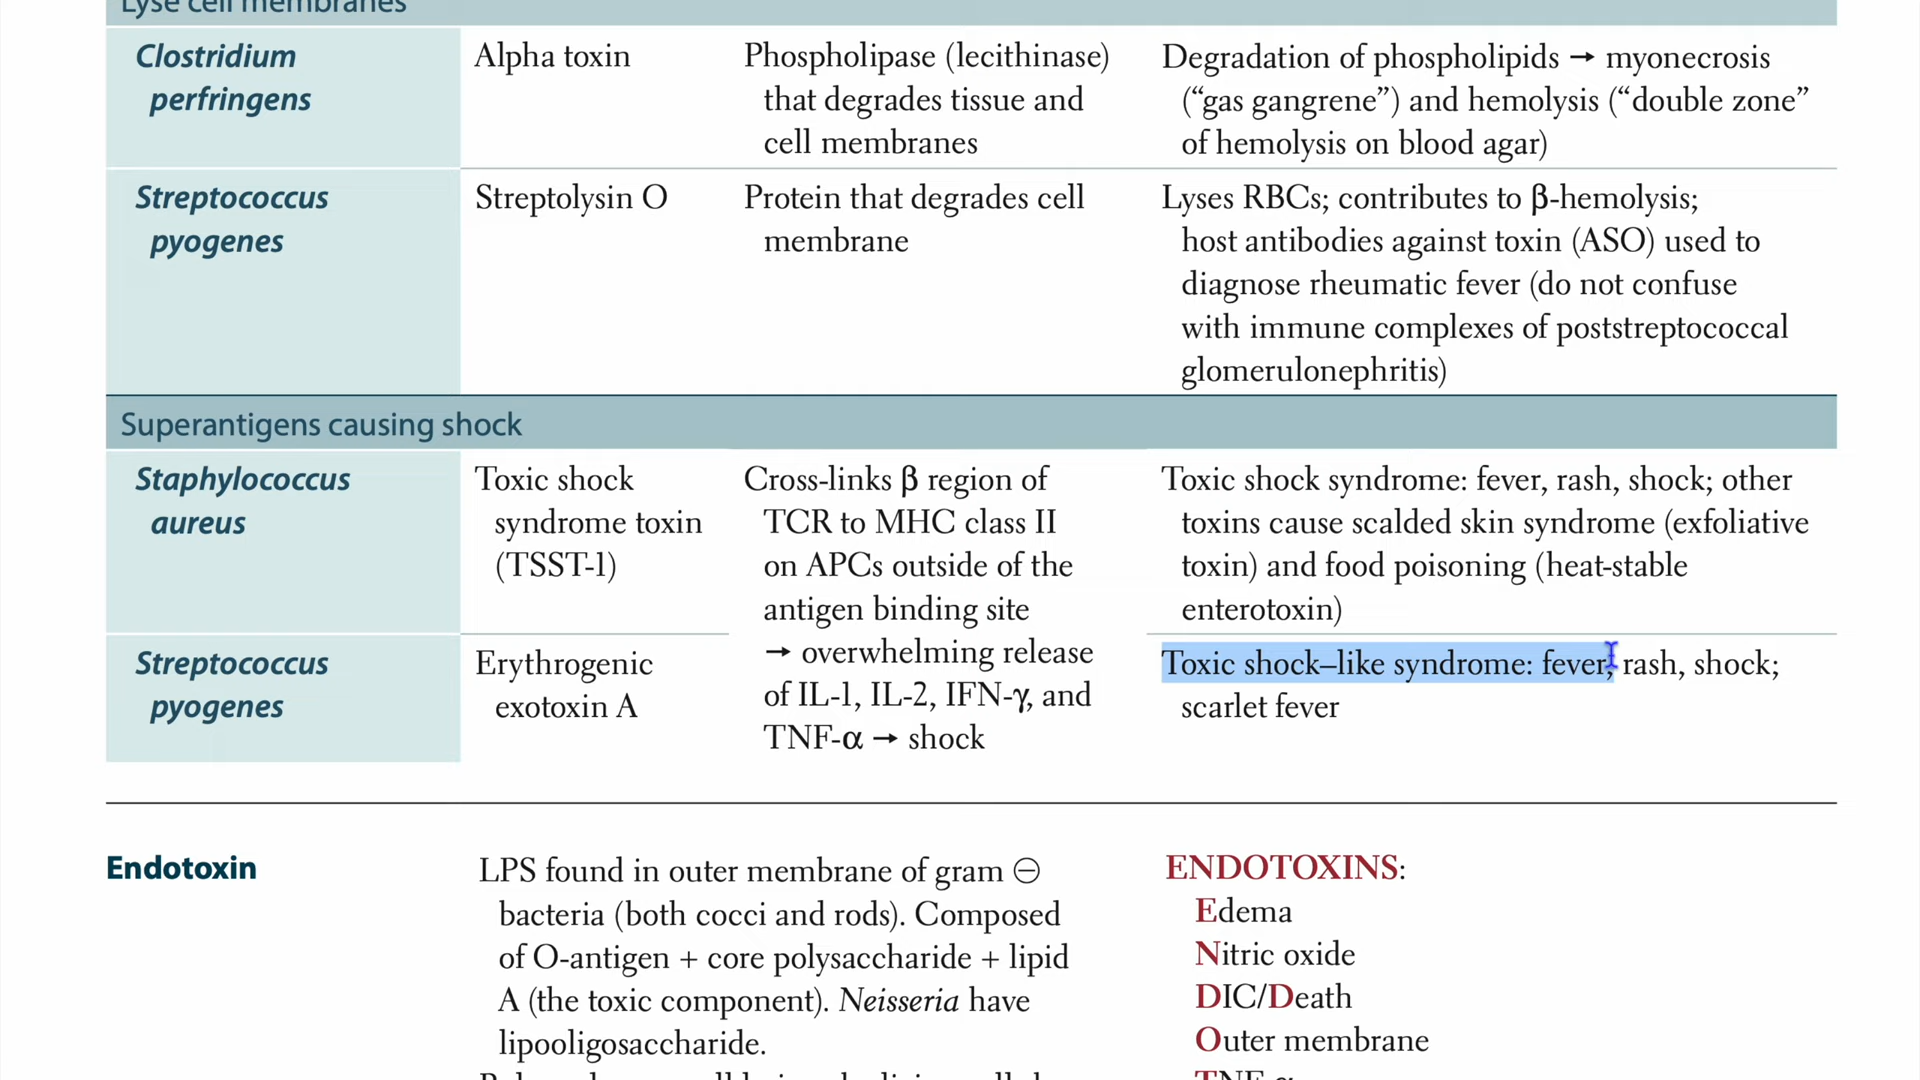 Lyse cell membranes
Clostridium
perfringens
Alpha toxin
Phospholipase (lecithinase)
that degrades tissue and
cell membranes
Degradation of phospholipids → myonecrosis
(“gas gangrene”) and hemolysis (“double zone”
of hemolysis on blood agar)
Streptococcus
pyogenes
Streptolysin O
Protein that degrades cell
membrane
Lyses RBCs; contributes to β-hemolysis;
host antibodies against toxin (ASO) used to
diagnose rheumatic fever (do not confuse
with immune complexes of poststreptococcal
glomerulonephritis)
Superantigens causing shock
Staphylococcus
aureus
Toxic shock
syndrome toxin
(TSST-1)
Cross-links β region of
TCR to MHC class II
on APCs outside of the
antigen binding site
→ overwhelming release
of IL-1, IL-2, IFN-γ, and
TNF-α → shock
Toxic shock syndrome: fever, rash, shock; other
toxins cause scalded skin syndrome (exfoliative
toxin) and food poisoning (heat-stable
enterotoxin)
Streptococcus
pyogenes
Erythrogenic
exotoxin A
Toxic shock–like syndrome: fever, rash, shock;
scarlet fever
Endotoxin
LPS found in outer membrane of gram ⊖
bacteria (both cocci and rods). Composed
of O-antigen + core polysaccharide + lipid
A (the toxic component). Neisseria have
lipooligosaccharide.
ENDOTOXINS:
Edema
Nitric oxide
DIC/Death
Outer membrane
TNF-α